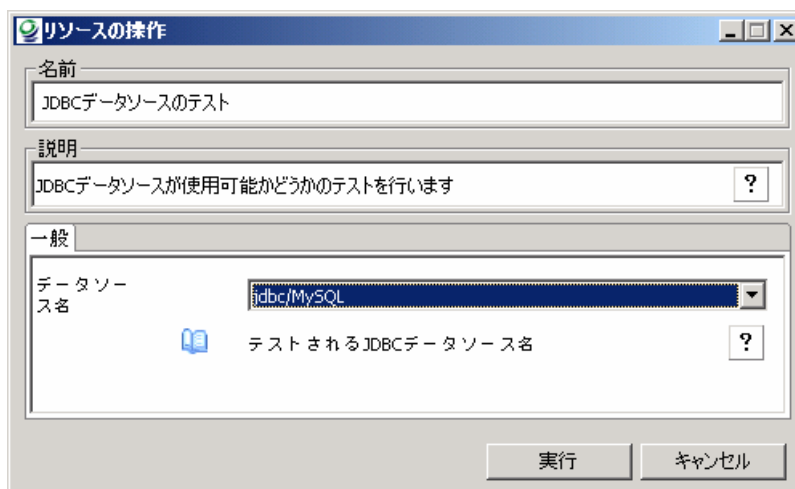 リソースの操作
名前
JDBCデータソースのテスト
説明
JDBCデータソースが使用可能かどうかのテストを行います
?
一般
データソー
ス名
jdbc/MySQL
テストされるJDBCデータソース名
?
実行
キャンセル